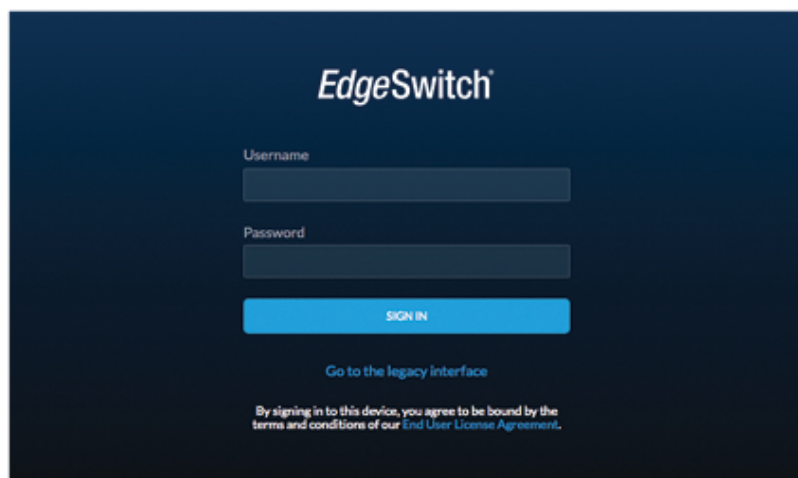 EdgeSwitch®
Username
Password
SIGN IN
Go to the legacy interface
By signing in to this device, you agree to be bound by the
terms and conditions of our End User License Agreement.